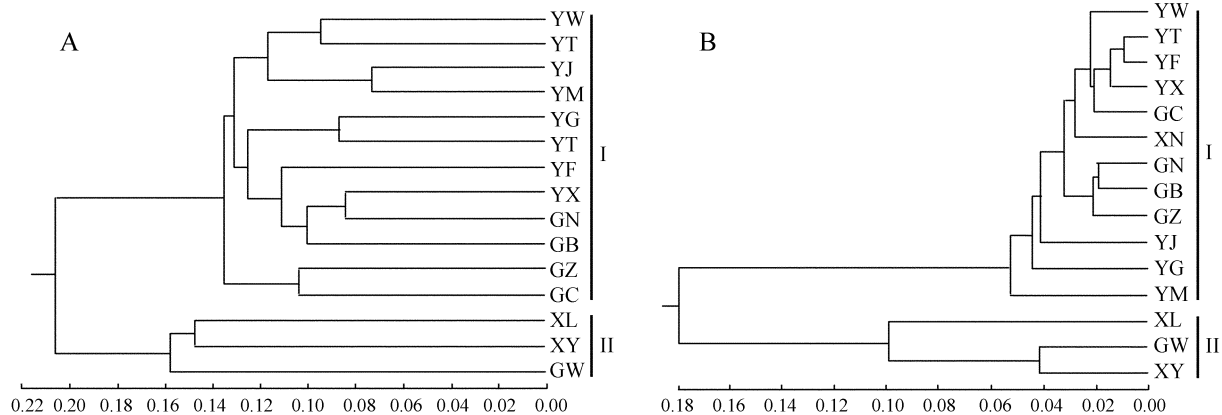 A
YW
YT
YJ
YM
YG
YT
YF
YX
GN
GB
GZ
GC
XL
XY
GW
I
II
0.22 0.20 0.18 0.16 0.14 0.12 0.10 0.08 0.06 0.04 0.02 0.00
B
YW
YT
YF
YX
GC
XN
GN
GB
GZ
YJ
YG
YM
XL
GW
XY
I
II
0.18 0.16 0.14 0.12 0.10 0.08 0.06 0.04 0.02 0.00